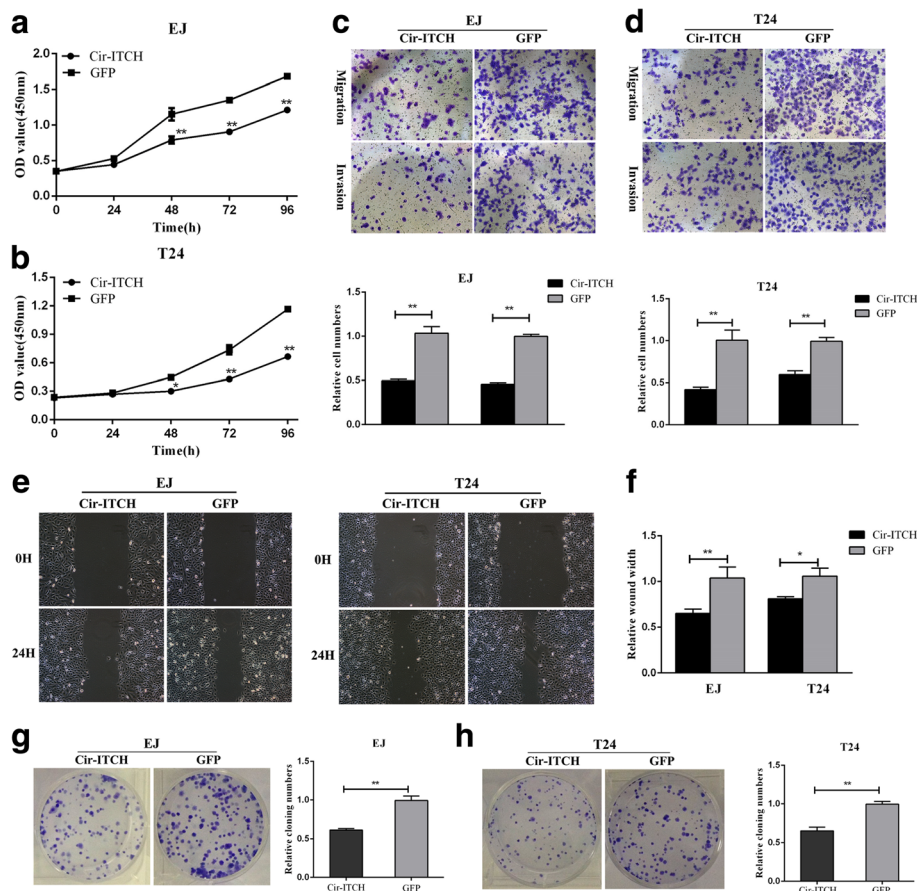 a
EJ
Cir-ITCH
GFP
OD value(450nm)
2.0
1.5
1.0
0.5
0.0
**
**
**
0 24 48 72 96
Time(h)
b
T24
Cir-ITCH
GFP
OD value(450nm)
1.5
1.2
0.9
0.6
0.3
0.0
*
**
**
0 24 48 72 96
Time(h)
c
EJ
Cir-ITCH GFP
Migration
Invasion
EJ
Cir-ITCH
GFP
Relative cell numbers
1.5
1.0
0.5
0.0
** **
d
T24
Cir-ITCH GFP
Migration
Invasion
T24
Cir-ITCH
GFP
Relative cell numbers
1.5
1.0
0.5
0.0
** **
e
EJ
Cir-ITCH GFP
0H
24H
T24
Cir-ITCH GFP
0H
24H
f
Cir-ITCH
GFP
Relative wound width
1.5
1.0
0.5
0.0
** *
EJ T24
g
EJ
Cir-ITCH GFP
EJ
Relative cloning numbers
1.5
1.0
0.5
0.0
**
Cir-ITCH GFP
h
T24
Cir-ITCH GFP
T24
Relative cloning numbers
1.5
1.0
0.5
0.0
**
Cir-ITCH GFP